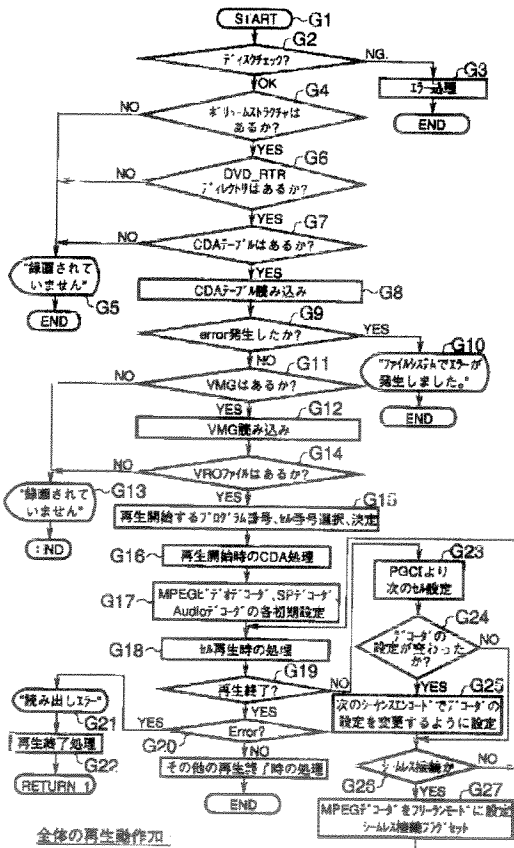 START G1
G2
ディスクチェック?
NG.
OK
G3
エラー処理
END
G4
ボリュームストラクチャは
あるか?
NO
YES
G6
DVD_RTR
ディレクトリはあるか?
NO
YES
G7
CDAテーブルはあるか?
NO
YES
"録画されて
いません"
G5
END
CDAテーブル読み込み
G8
G9
error発生したか?
YES
NO
G10
"ファイルシステムでエラーが
発生しました。"
END
G11
VMGはあるか?
NO
YES
G12
VMG読み込み
G14
VROファイルはあるか?
NO
YES
"録画されて
いません"
G13
:ND
G15
再生開始するプログラム番号、セル番号選択、決定
G16
再生開始時のCDA処理
G17
MPEGビデオデコーダ、SPデコーダ
Audioデコーダの各初期設定
G18
セル再生時の処理
G19
再生終了?
NO
YES
G20
Error?
YES
NO
"読み出しエラー"
G21
再生終了処理
G22
RETURN 1
その他の再生終了時の処理
END
G23
PGCIより
次のセル設定
G24
デコーダの
設定が変わった
か?
NO
YES
G25
次のシーケンスエンコードでデコーダの
設定を変更するように設定
シームレス接続か
G26
NO
YES
G27
MPEGデコーダをフリーランモードに設定
シームレス接続フラグセット
全体の再生動作フロ